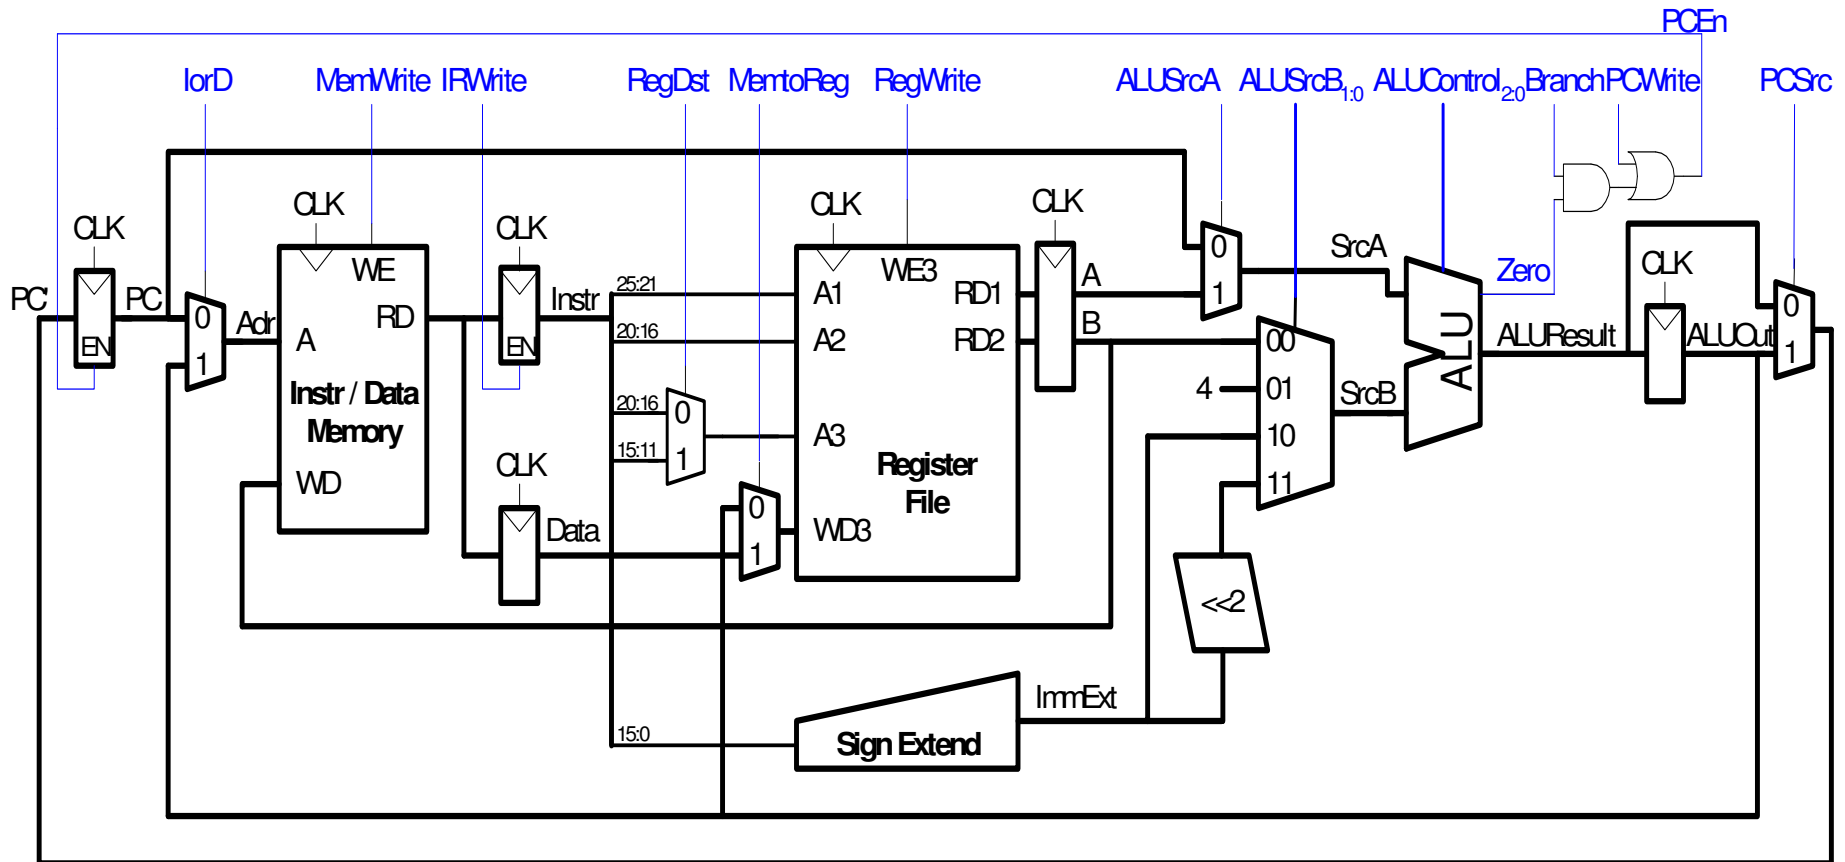 PCEn
IorD MemWrite IRWrite RegDst MemtoReg RegWrite ALUSrcA ALUSrcB1:0 ALUControl2:0 Branch PCWrite PCSrc
CLK CLK CLK CLK CLK CLK CLK
PC' PC EN
0
1
Adr
WE
RD
A
Instr / Data
Memory
WD
EN
Instr
CLK
Data
25:21
20:16
20:16
15:11
15:0
0
1
0
1
WE3
A1 RD1
A2 RD2
A3
Register
File
WD3
A
B
0
1
SrcA
4
00
01
10
11
SrcB
<<2
ImmExt
Sign Extend
ALU
Zero
ALUResult
ALUOut
0
1